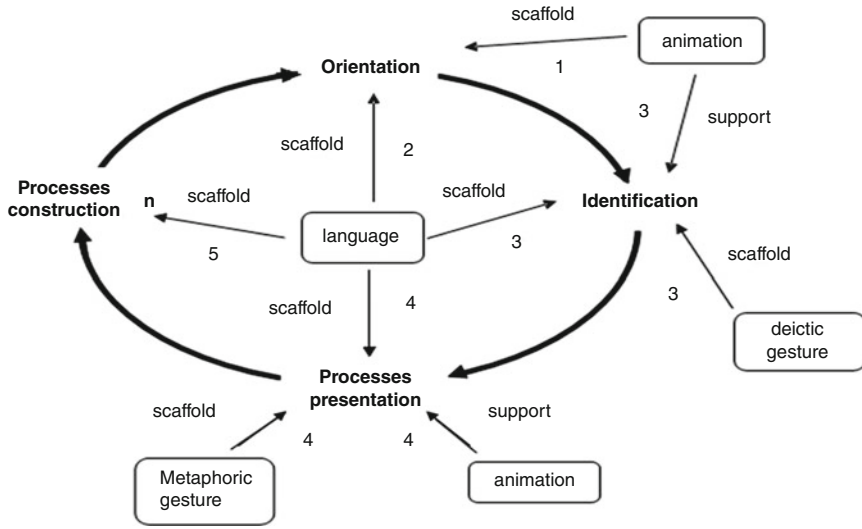 scaffold
animation
Orientation
1
3
support
scaffold
2
Processes
construction
n
scaffold
scaffold
Identification
language
5
3
scaffold
4
scaffold
3
deictic
gesture
Processes
presentation
scaffold
support
4
4
Metaphoric
gesture
animation